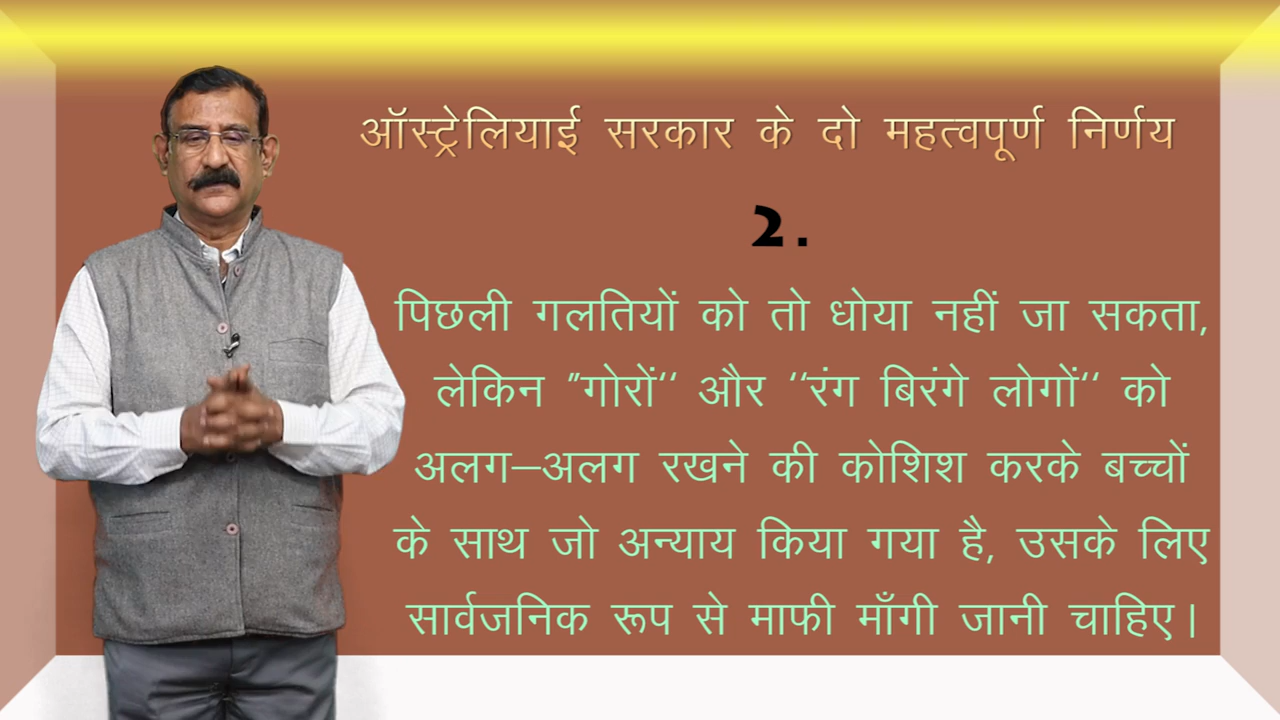 ऑस्ट्रेलियाई सरकार के दो महत्वपूर्ण निर्णय
2.
पिछली गलतियों को तो धोया नहीं जा सकता,
लेकिन ”गोरों‘‘ और ‘‘रंग बिरंगे लोगों‘‘ को
अलग–अलग रखने की कोशिश करके बच्चों
के साथ जो अन्याय किया गया है, उसके लिए
सार्वजनिक रूप से माफी माँगी जानी चाहिए।